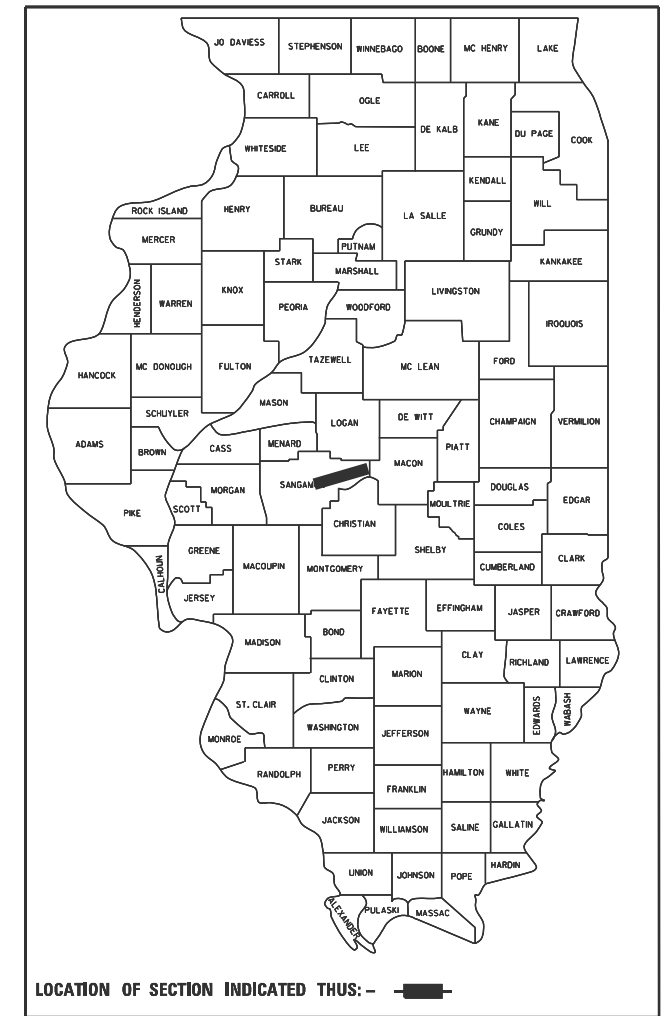 JO DAVIESS
STEPHENSON
WINNEBAGO
BOONE
MC HENRY
LAKE
CARROLL
OGLE
DE KALB
KANE
DU PAGE
COOK
WHITESIDE
LEE
KENDALL
WILL
ROCK ISLAND
HENRY
BUREAU
LA SALLE
GRUNDY
MERCER
PUTNAM
KANKAKEE
STARK
MARSHALL
HENDERSON
WARREN
KNOX
PEORIA
WOODFORD
LIVINGSTON
IROQUOIS
HANCOCK
MC DONOUGH
FULTON
TAZEWELL
MC LEAN
FORD
MASON
SCHUYLER
LOGAN
DE WITT
CHAMPAIGN
VERMILION
ADAMS
BROWN
CASS
MENARD
PIATT
MACON
MORGAN
SANGAM
DOUGLAS
EDGAR
PIKE
SCOTT
CHRISTIAN
MOULTRIE
COLES
GREENE
MACOUPIN
MONTGOMERY
SHELBY
CUMBERLAND
CLARK
CALHOUN
JERSEY
FAYETTE
EFFINGHAM
JASPER
CRAWFORD
MADISON
BOND
CLAY
RICHLAND
LAWRENCE
CLINTON
MARION
ST. CLAIR
WAYNE
EDWARDS
WABASH
MONROE
WASHINGTON
JEFFERSON
RANDOLPH
PERRY
HAMILTON
WHITE
FRANKLIN
JACKSON
WILLIAMSON
SALINE
GALLATIN
UNION
JOHNSON
POPE
HARDIN
ALEXANDER
PULASKI
MASSAC
LOCATION OF SECTION INDICATED THUS: -